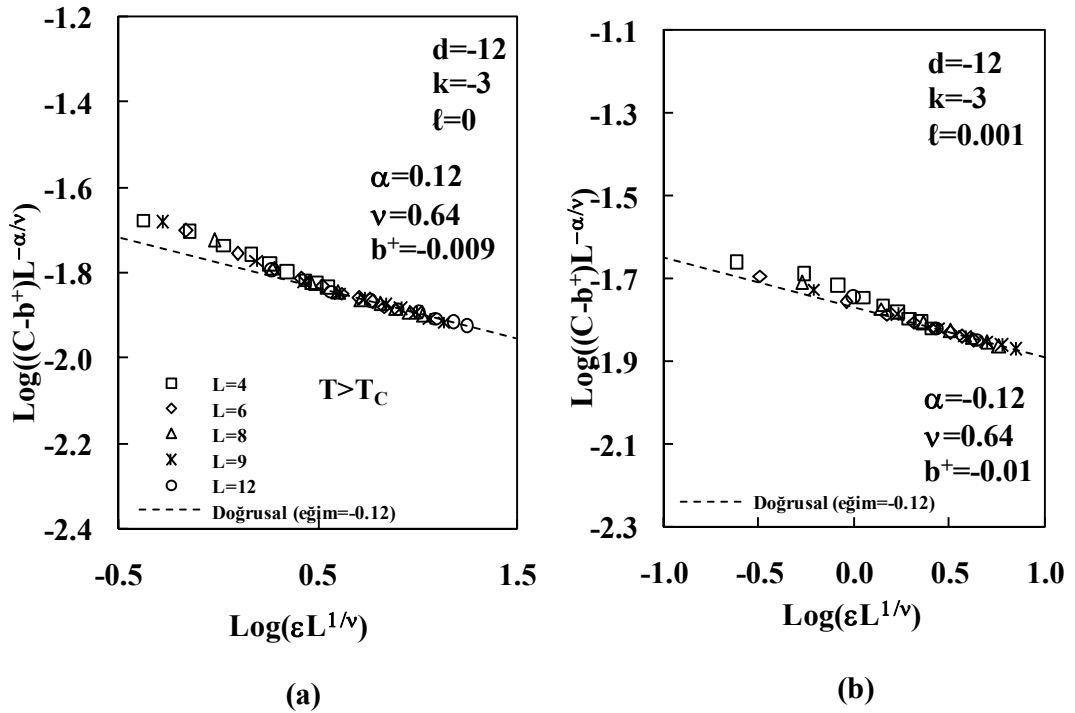 -1.2
-1.4
-1.6
-1.8
-2.0
-2.2
-2.4
Log((C-b⁺)L⁻ᵅ/ᵛ)
d=-12
k=-3
ℓ=0
α=0.12
ν=0.64
b⁺=-0.009
T>T_C
L=4
L=6
L=8
L=9
L=12
Doğrusal (eğim=-0.12)
-0.5
0.5
1.5
Log(εL^{1/ν})
(a)
-1.1
-1.3
-1.5
-1.7
-1.9
-2.1
-2.3
Log((C-b⁺)L⁻ᵅ/ᵛ)
d=-12
k=-3
ℓ=0.001
α=-0.12
ν=0.64
b⁺=-0.01
Doğrusal (eğim=-0.12)
-1.0
-0.5
0.0
0.5
1.0
Log(εL^{1/ν})
(b)